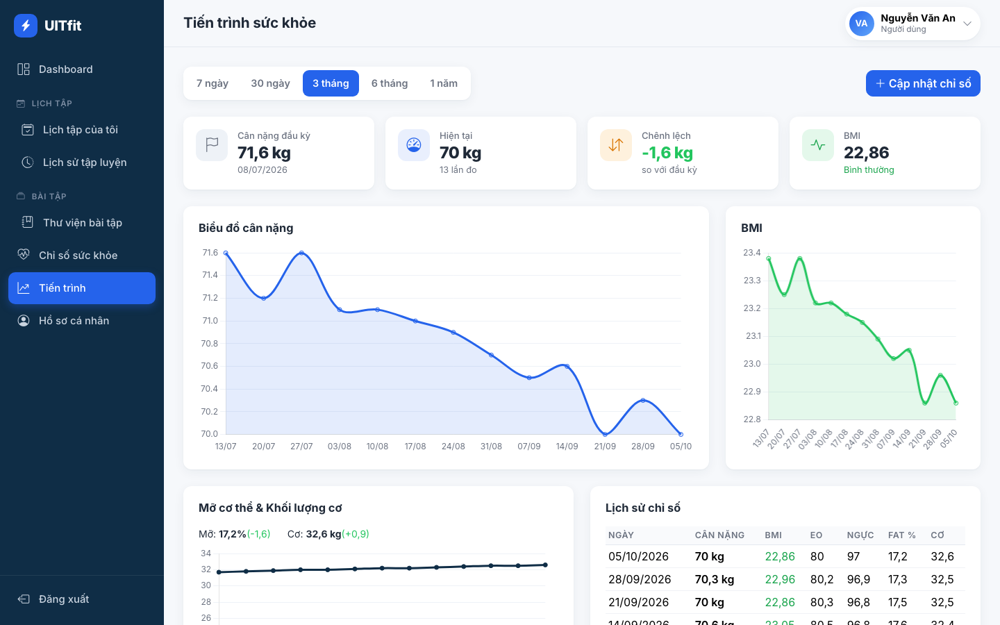 UITfit
Dashboard
LỊCH TẬP
Lịch tập của tôi
Lịch sử tập luyện
BÀI TẬP
Thư viện bài tập
Chỉ số sức khỏe
Tiến trình
Hồ sơ cá nhân
Đăng xuất
Tiến trình sức khỏe
VA
Nguyễn Văn An
Người dùng
7 ngày
30 ngày
3 tháng
6 tháng
1 năm
Cập nhật chỉ số
Cân nặng đầu kỳ
71,6 kg
08/07/2026
Hiện tại
70 kg
13 lần đo
Chênh lệch
-1,6 kg
so với đầu kỳ
BMI
22,86
Bình thường
Biểu đồ cân nặng
71.6
71.4
71.2
71.0
70.8
70.6
70.4
70.2
70.0
13/07 20/07 27/07 03/08 10/08 17/08 24/08 31/08 07/09 14/09 21/09 28/09 05/10
BMI
23.4
23.3
23.2
23.1
23.0
22.9
22.8
13/07 20/07 27/07 03/08 10/08 17/08 24/08 31/08 07/09 14/09 21/09 28/09 05/10
Mỡ cơ thể & Khối lượng cơ
Mỡ: 17,2%(-1,6) Cơ: 32,6 kg(+0,9)
34
32
30
28
26
Lịch sử chỉ số
NGÀY CÂN NẶNG BMI EO NGỰC FAT % CƠ
05/10/2026 70 kg 22,86 80 97 17,2 32,6
28/09/2026 70,3 kg 22,96 80,2 96,9 17,3 32,5
21/09/2026 70 kg 22,86 80,3 96,8 17,5 32,5
14/09/2026 70,6 kg 23,05 80,5 96,8 17,6 32,4